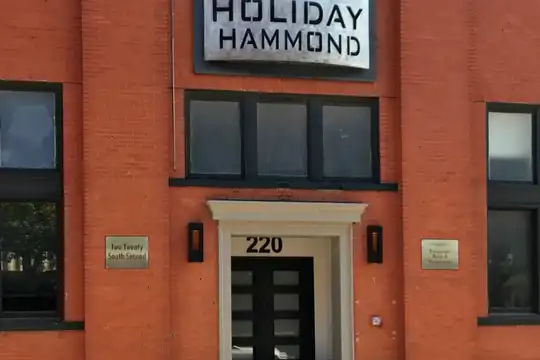 HOLIDAY
HAMMOND
220
Two Twenty
South Second